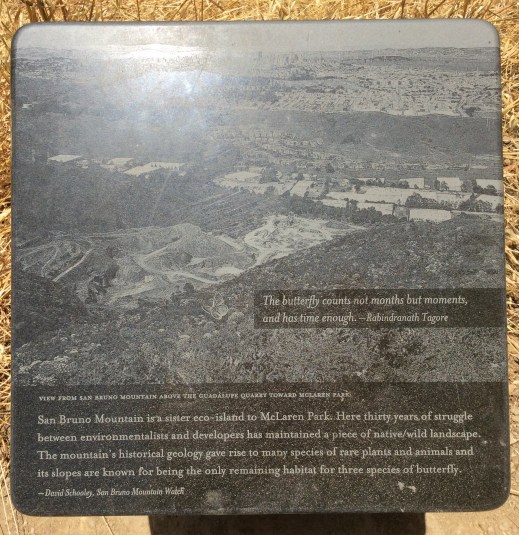 The butterfly counts not months but moments,
and has time enough. —Rabindranath Tagore
VIEW FROM SAN BRUNO MOUNTAIN ABOVE THE GUADALUPE QUARRY TOWARD MCLAREN PARK.
San Bruno Mountain is a sister eco-island to McLaren Park. Here thirty years of struggle
between environmentalists and developers has maintained a piece of native/wild landscape.
The mountain's historical geology gave rise to many species of rare plants and animals and
its slopes are known for being the only remaining habitat for three species of butterfly.
—David Schooley, San Bruno Mountain Watch